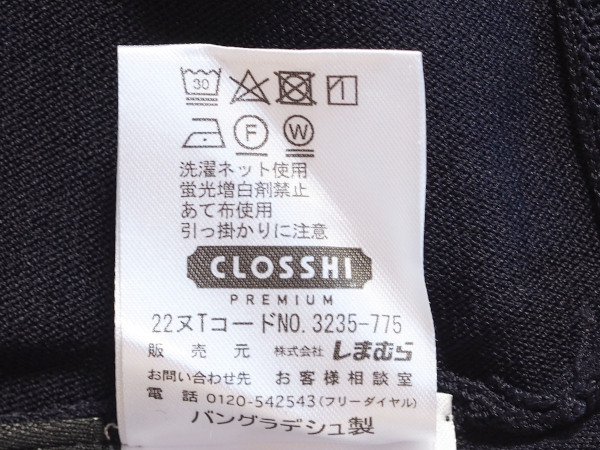 30
F W
洗濯ネット使用
蛍光増白剤禁止
あて布使用
引っ掛かりに注意
CLOSSHI
PREMIUM
22ヌTコードNO. 3235-775
販売元 株式会社 しまむら
お問い合わせ先 お客様相談室
電話 0120-542543(フリーダイヤル)
バングラデシュ製